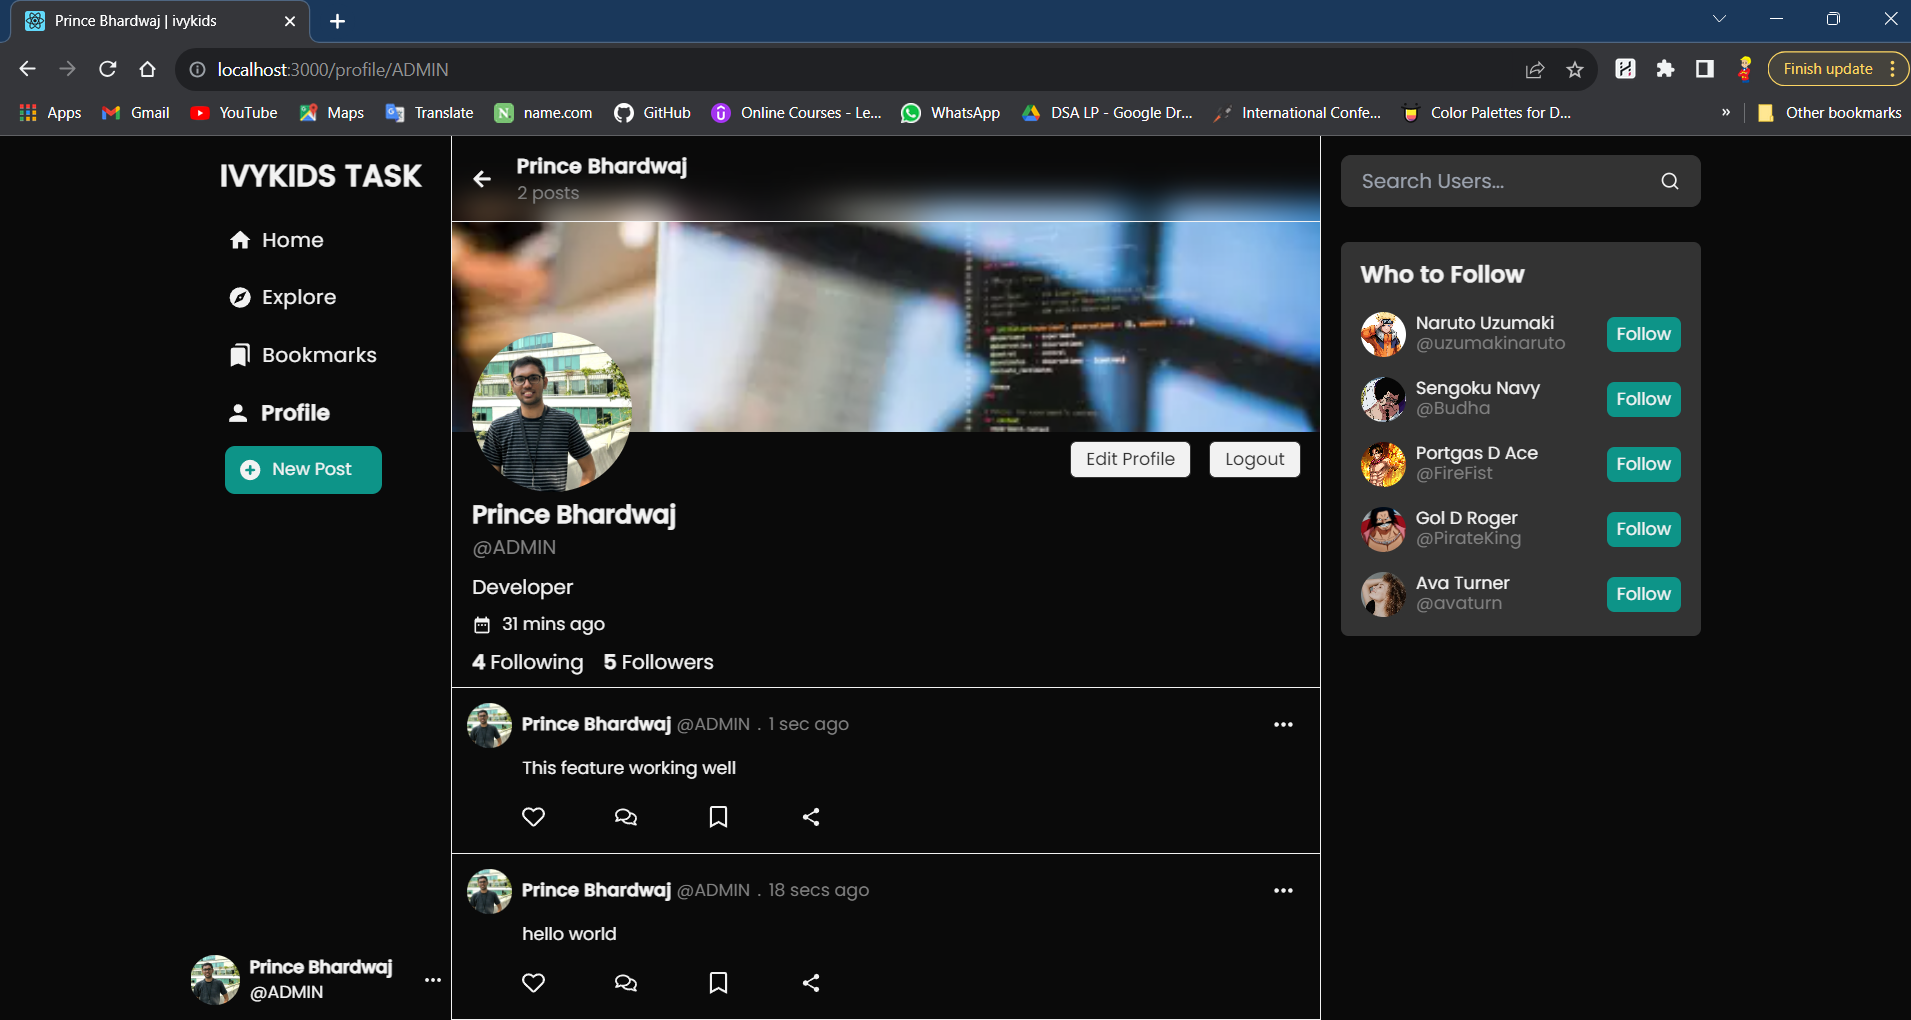 Prince Bhardwaj | ivykids
localhost:3000/profile/ADMIN
Finish update
Apps
Gmail
YouTube
Maps
Translate
name.com
GitHub
Online Courses - Le...
WhatsApp
DSA LP - Google Dr...
International Confe...
Color Palettes for D...
»
Other bookmarks
IVYKIDS TASK
Home
Explore
Bookmarks
Profile
New Post
Prince Bhardwaj
@ADMIN
Prince Bhardwaj
2 posts
Edit Profile
Logout
Prince Bhardwaj
@ADMIN
Developer
31 mins ago
4 Following 5 Followers
Prince Bhardwaj @ADMIN . 1 sec ago
This feature working well
Prince Bhardwaj @ADMIN . 18 secs ago
hello world
Search Users...
Who to Follow
Naruto Uzumaki
@uzumakinaruto
Follow
Sengoku Navy
@Budha
Follow
Portgas D Ace
@FireFist
Follow
Gol D Roger
@PirateKing
Follow
Ava Turner
@avaturn
Follow